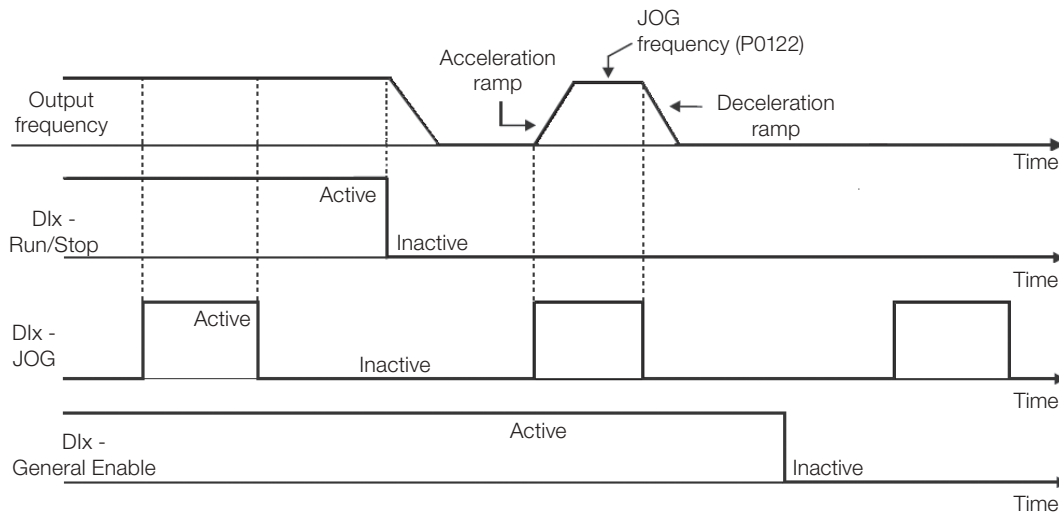 JOG
frequency (P0122)
Acceleration
ramp
Output
frequency
Deceleration
ramp
Time
Active
DIx -
Run/Stop
Inactive
Time
Active
DIx -
JOG
Inactive
Time
Active
DIx -
General Enable
Inactive
Time